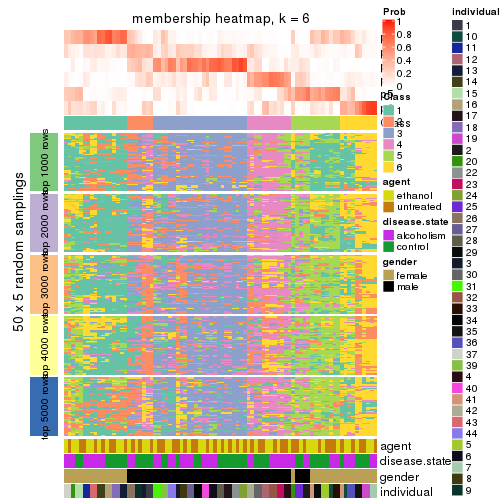 membership heatmap, k = 6
50 x 5 random samplings
top 1000 rows
top 2000 rows
top 3000 rows
top 4000 rows
top 5000 rows
agent
disease.state
gender
individual
Prob
1
0.8
0.6
0.4
0.2
0
Class
1
2
3
4
5
6
agent
ethanol
untreated
disease.state
alcoholism
control
gender
female
male
individual
1
10
11
12
13
14
15
16
17
18
19
2
20
22
23
24
25
26
27
28
29
3
30
31
32
33
34
35
36
37
39
4
40
41
42
43
44
5
6
7
8
9